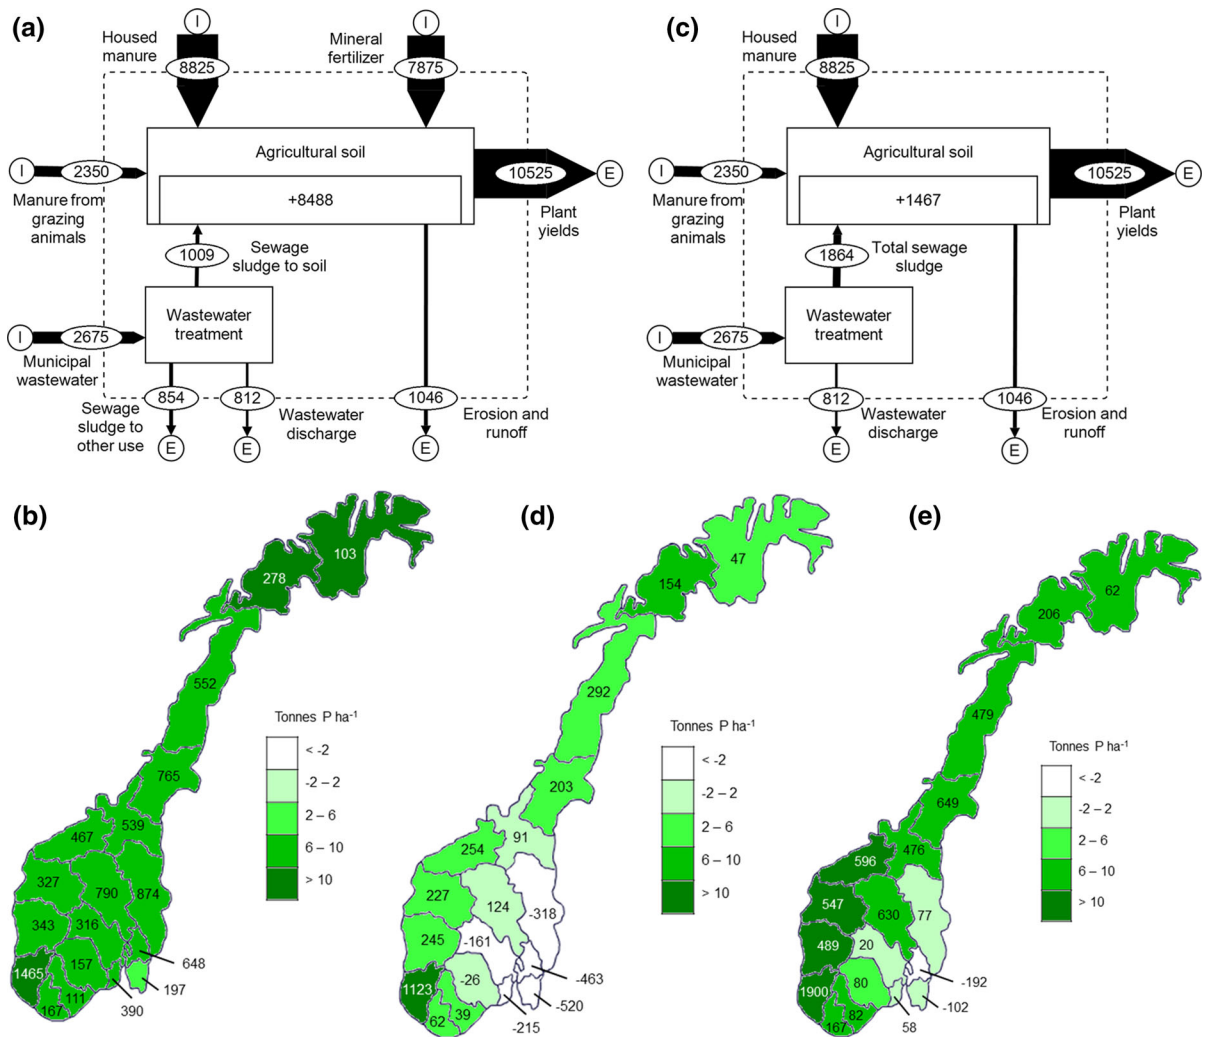 (a)
I
I
Housed
manure
Mineral
fertilizer
8825
7875
Agricultural soil
I
2350
10525
E
+8488
Manure from
grazing
animals
Plant
yields
1009
Sewage
sludge to soil
Wastewater
treatment
I
2675
Municipal
wastewater
854
812
1046
Sewage
sludge to
other use
Wastewater
discharge
Erosion and
runoff
E
E
E
(c)
I
Housed
manure
8825
Agricultural soil
I
2350
10525
E
+1467
Manure from
grazing
animals
Plant
yields
1864
Total sewage
sludge
Wastewater
treatment
I
2675
Municipal
wastewater
812
1046
Wastewater
discharge
Erosion and
runoff
E
E
(b)
103
278
552
765
539
467
327
790
874
343
316
1465
157
648
111
197
167
390
Tonnes P ha-1
< -2
-2 – 2
2 – 6
6 – 10
> 10
(d)
47
154
292
203
91
254
227
124
-318
245
-161
-463
1123
-26
-520
62
39
-215
Tonnes P ha-1
< -2
-2 – 2
2 – 6
6 – 10
> 10
(e)
62
206
479
649
476
596
547
630
77
489
20
-192
1900
80
-102
82
167
58
Tonnes P ha-1
< -2
-2 – 2
2 – 6
6 – 10
> 10